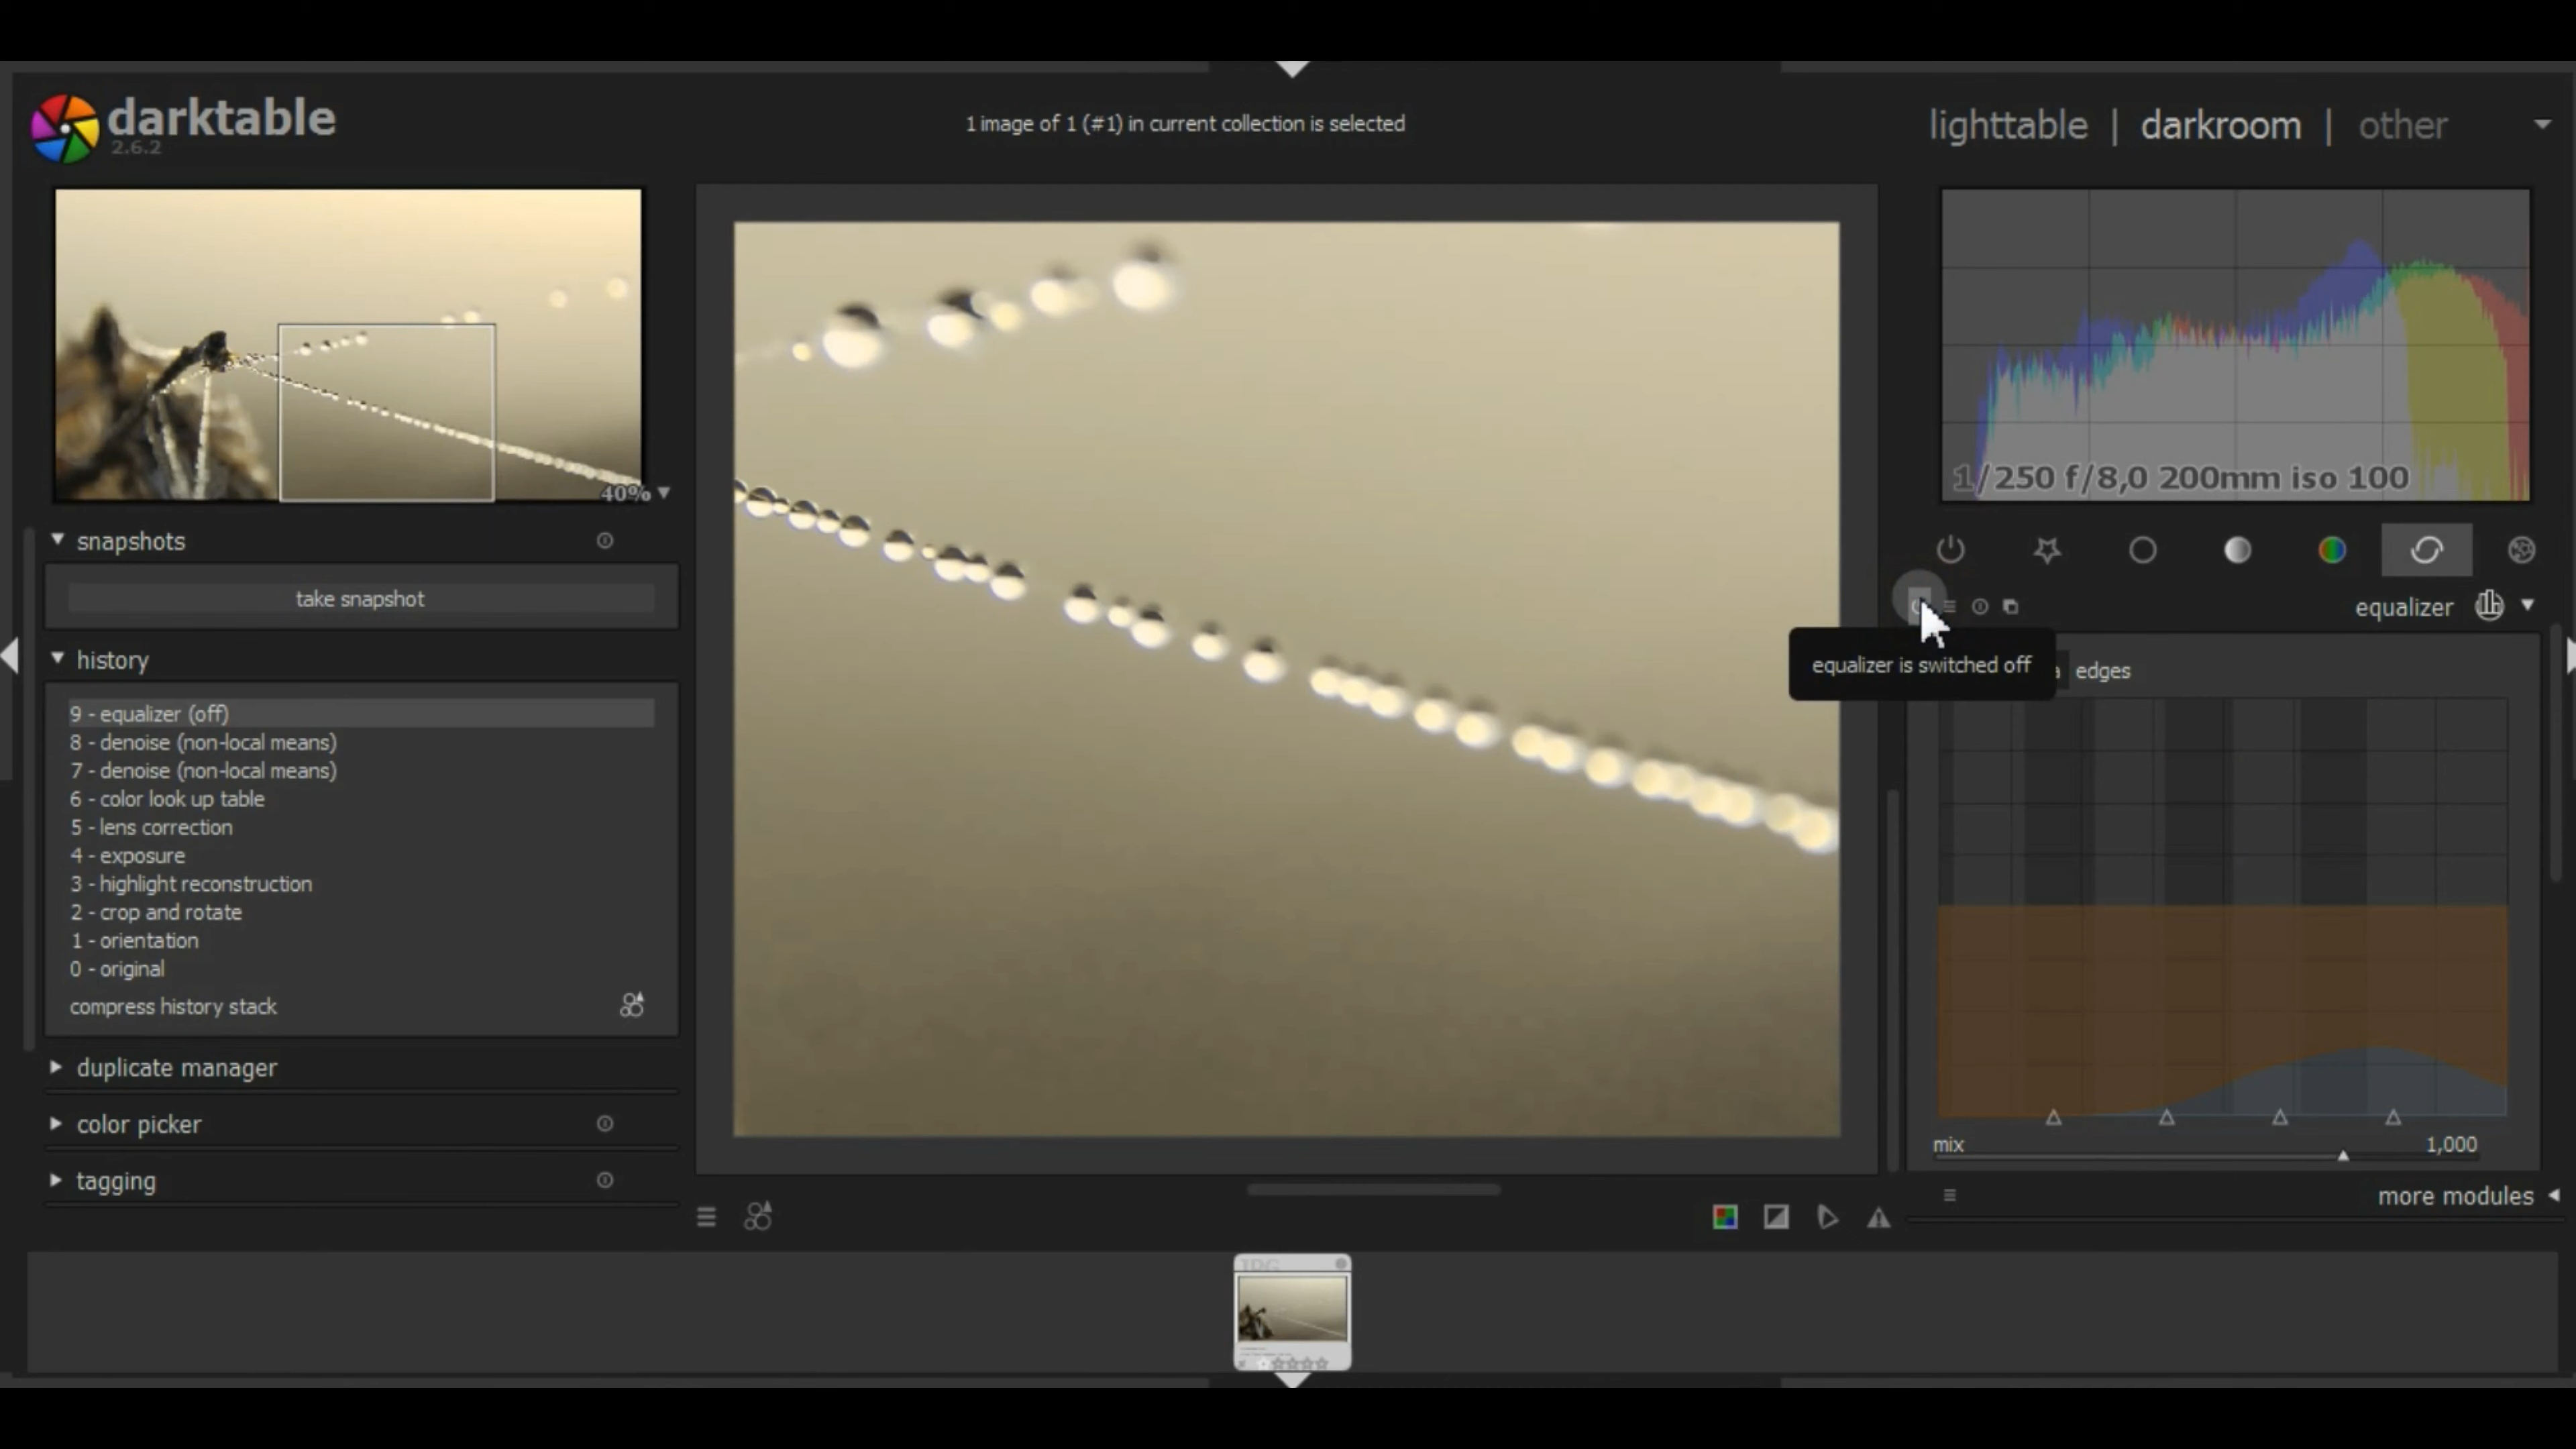 darktable
2.6.2
1 image of 1 (#1) in current collection is selected
lighttable | darkroom | other
40%
1/250 f/8,0 200mm iso 100
snapshots
take snapshot
history
9 - equalizer (off)
8 - denoise (non-local means)
7 - denoise (non-local means)
6 - color look up table
5 - lens correction
4 - exposure
3 - highlight reconstruction
2 - crop and rotate
1 - orientation
0 - original
compress history stack
duplicate manager
color picker
tagging
equalizer
equalizer is switched off
edges
mix 1,000
more modules